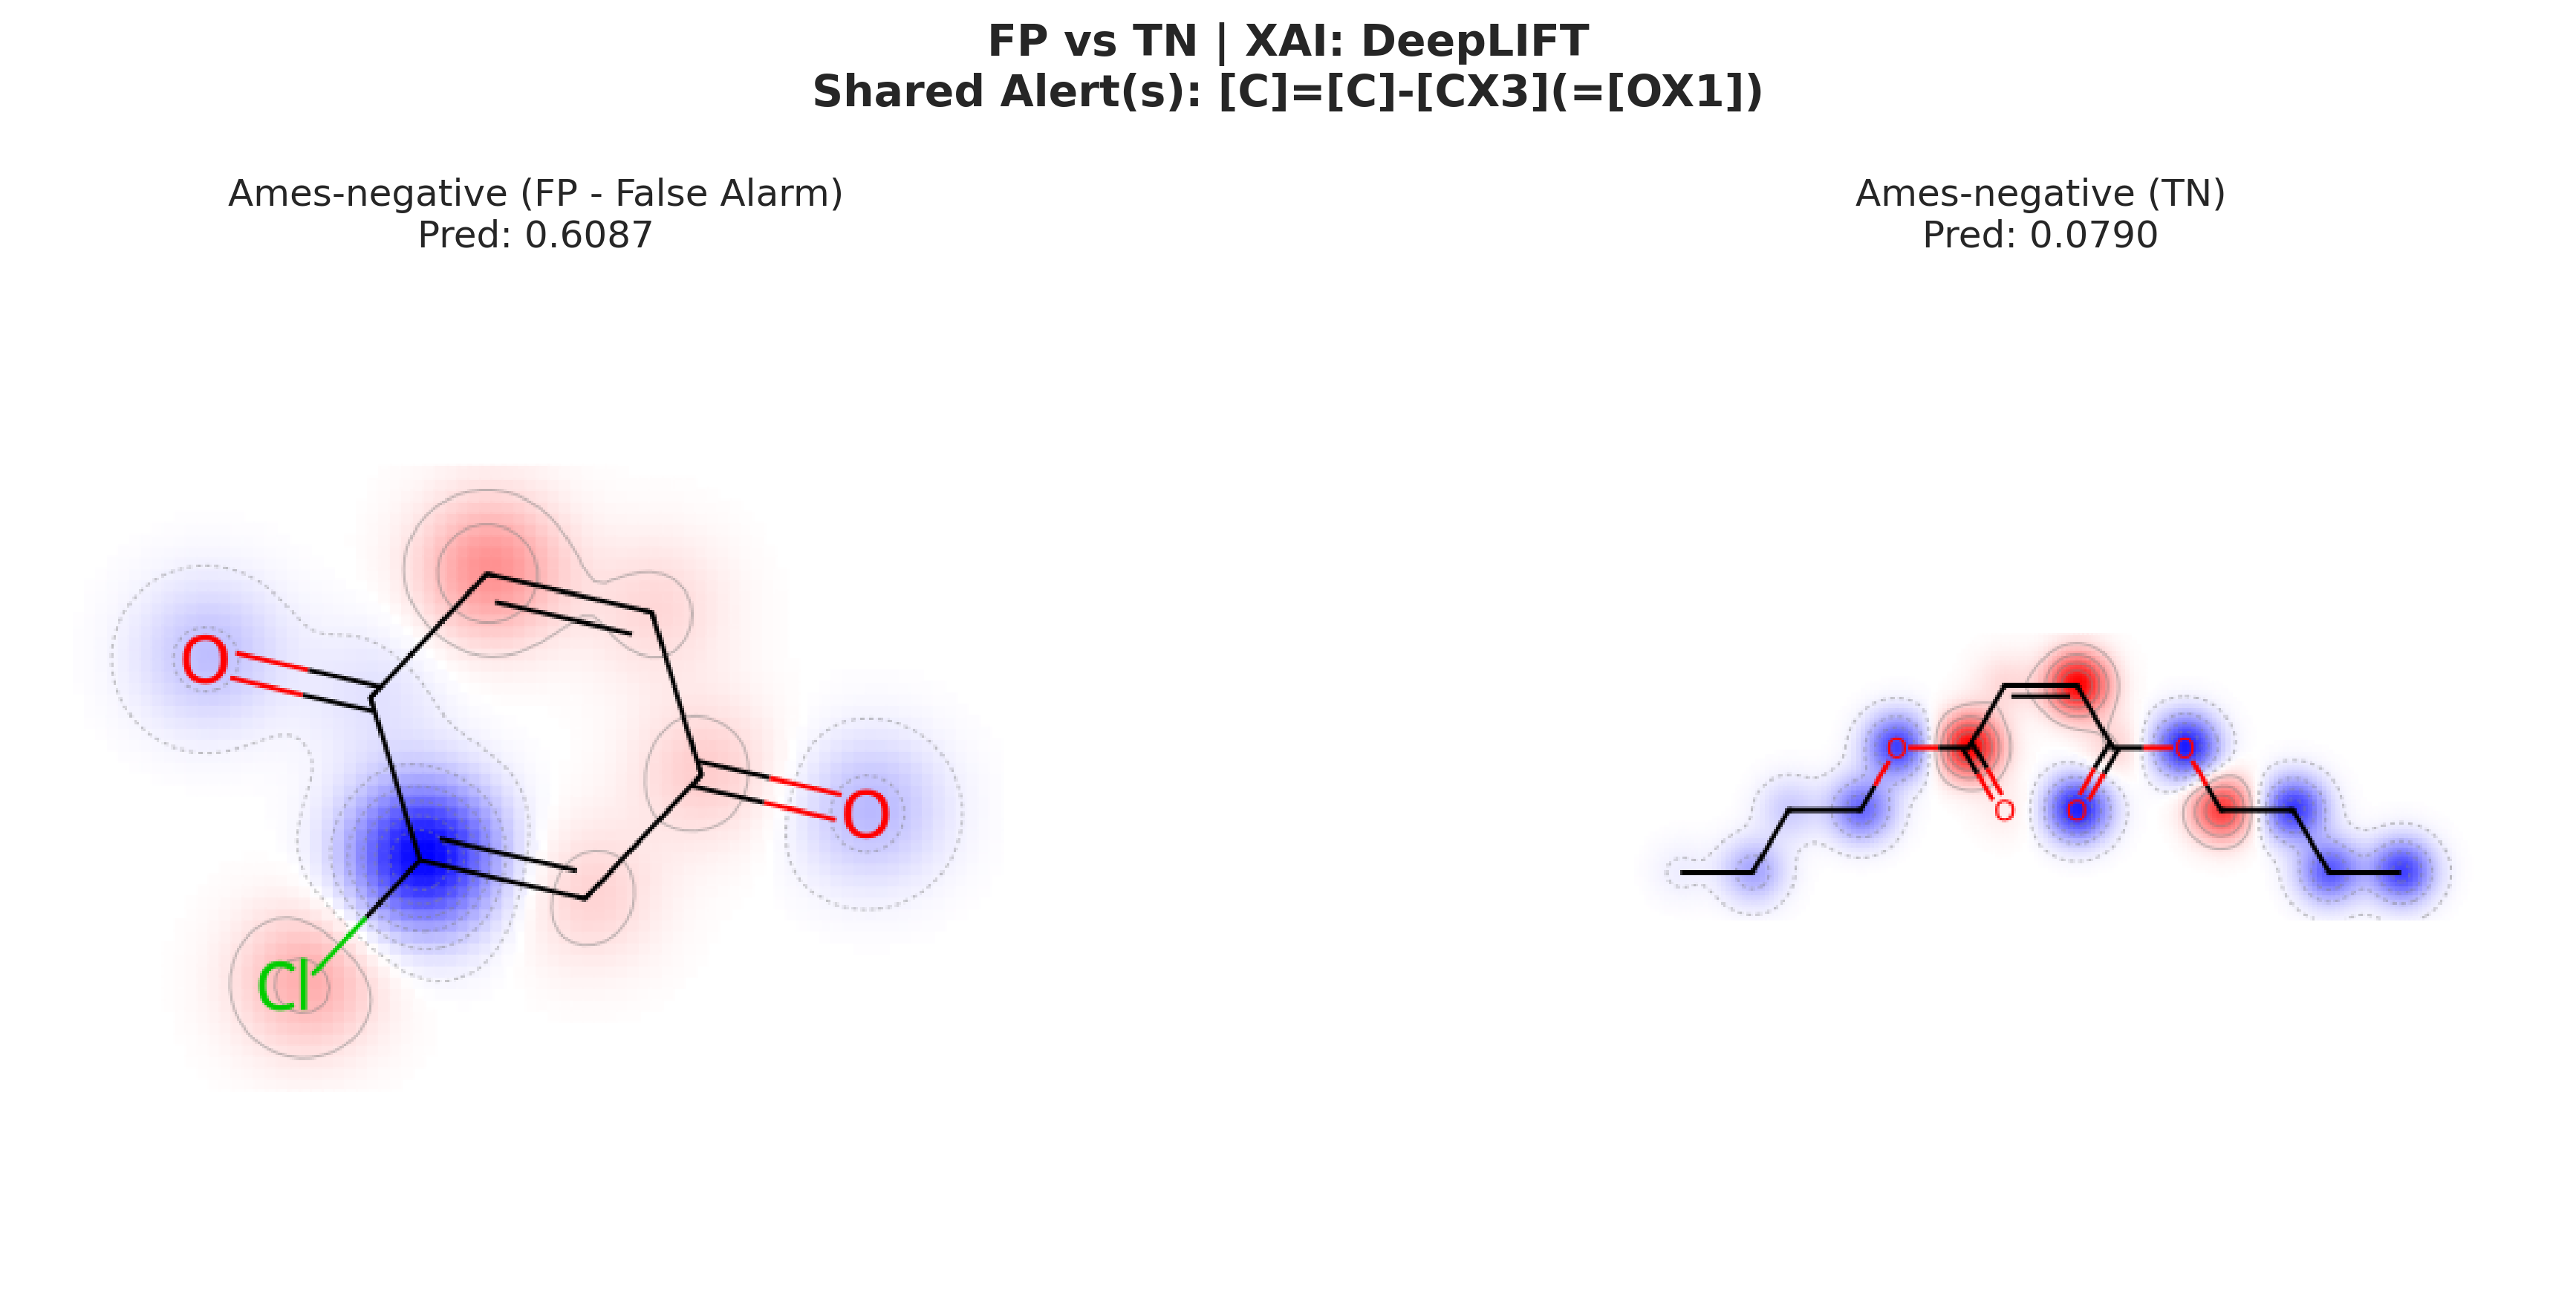 FP vs TN | XAI: DeepLIFT
Shared Alert(s): [C]=[C]-[CX3](=[OX1])
Ames-negative (FP - False Alarm)
Pred: 0.6087
Ames-negative (TN)
Pred: 0.0790
O
O
Cl
O
O
O
O